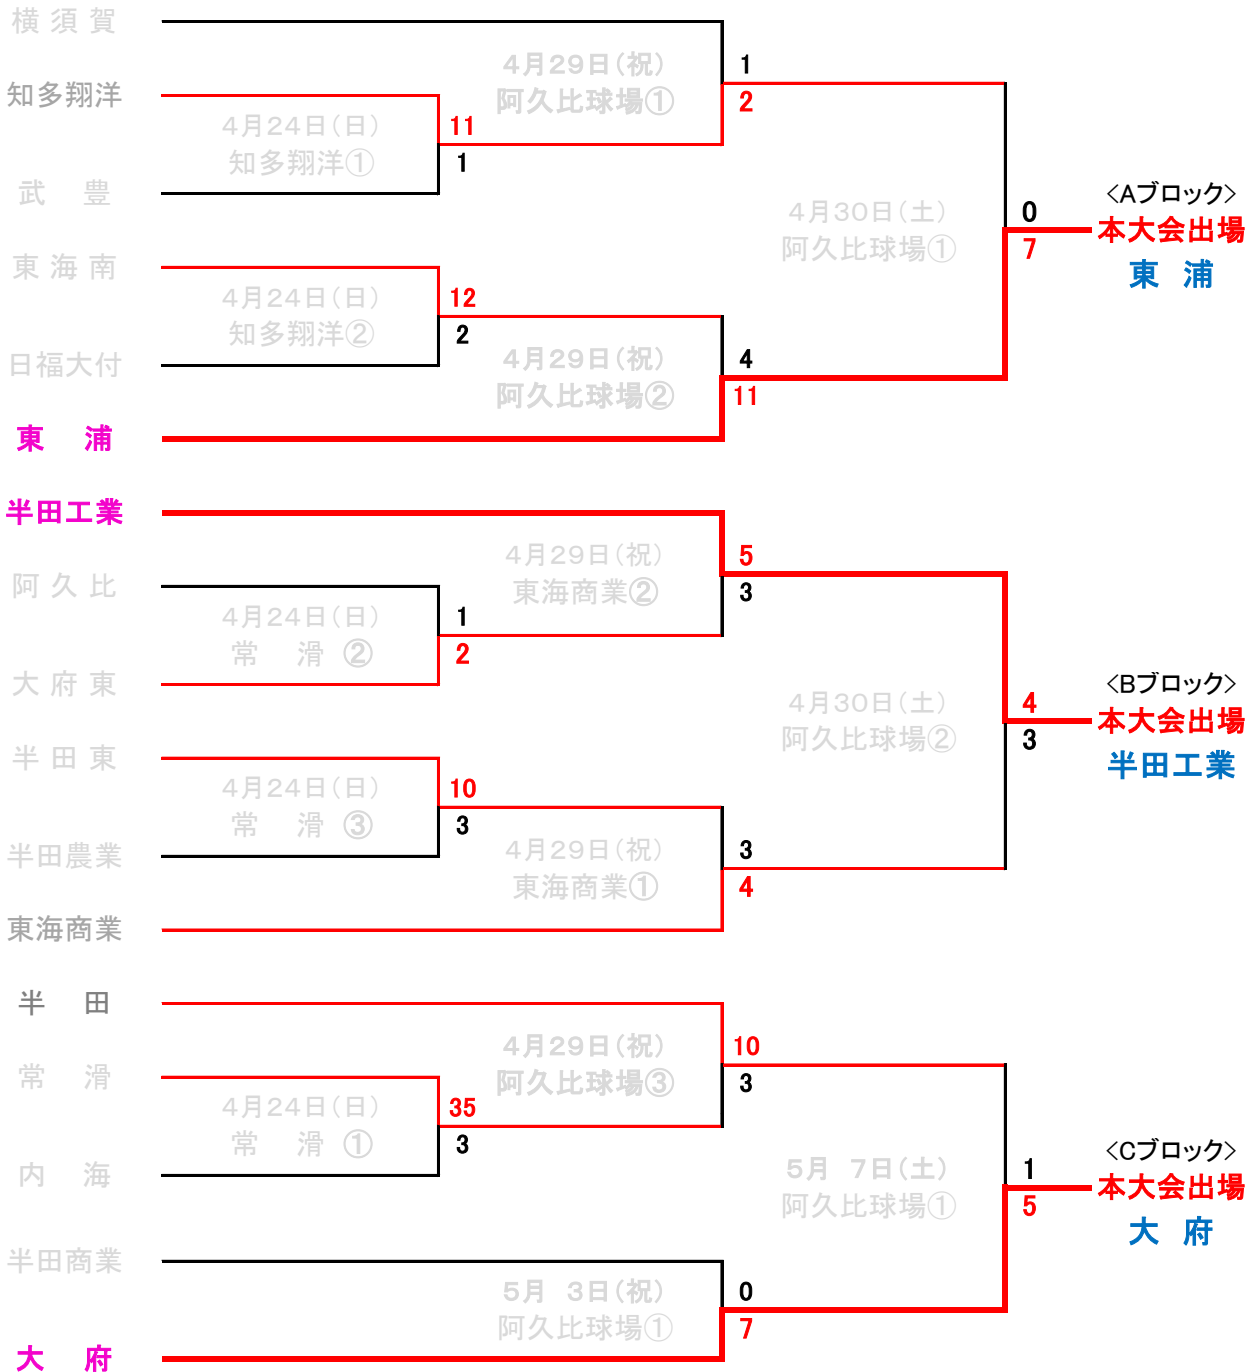 横須賀
4月29日(祝)
阿久比球場①
1
2
知多翔洋
4月24日(日)
知多翔洋①
11
1
武 豊
4月30日(土)
阿久比球場①
0
7
<Aブロック>
本大会出場
東 浦
東海南
4月24日(日)
知多翔洋②
12
2
日福大付
4月29日(祝)
阿久比球場②
4
11
東 浦
半田工業
4月29日(祝)
東海商業②
5
3
阿久比
4月24日(日)
常 滑 ②
1
2
大府東
4月30日(土)
阿久比球場②
4
3
<Bブロック>
本大会出場
半田工業
半田東
4月24日(日)
常 滑 ③
10
3
半田農業
4月29日(祝)
東海商業①
3
4
東海商業
半 田
4月29日(祝)
阿久比球場③
10
3
常 滑
4月24日(日)
常 滑 ①
35
3
内 海
5月 7日(土)
阿久比球場①
1
5
<Cブロック>
本大会出場
大 府
半田商業
5月 3日(祝)
阿久比球場①
0
7
大 府